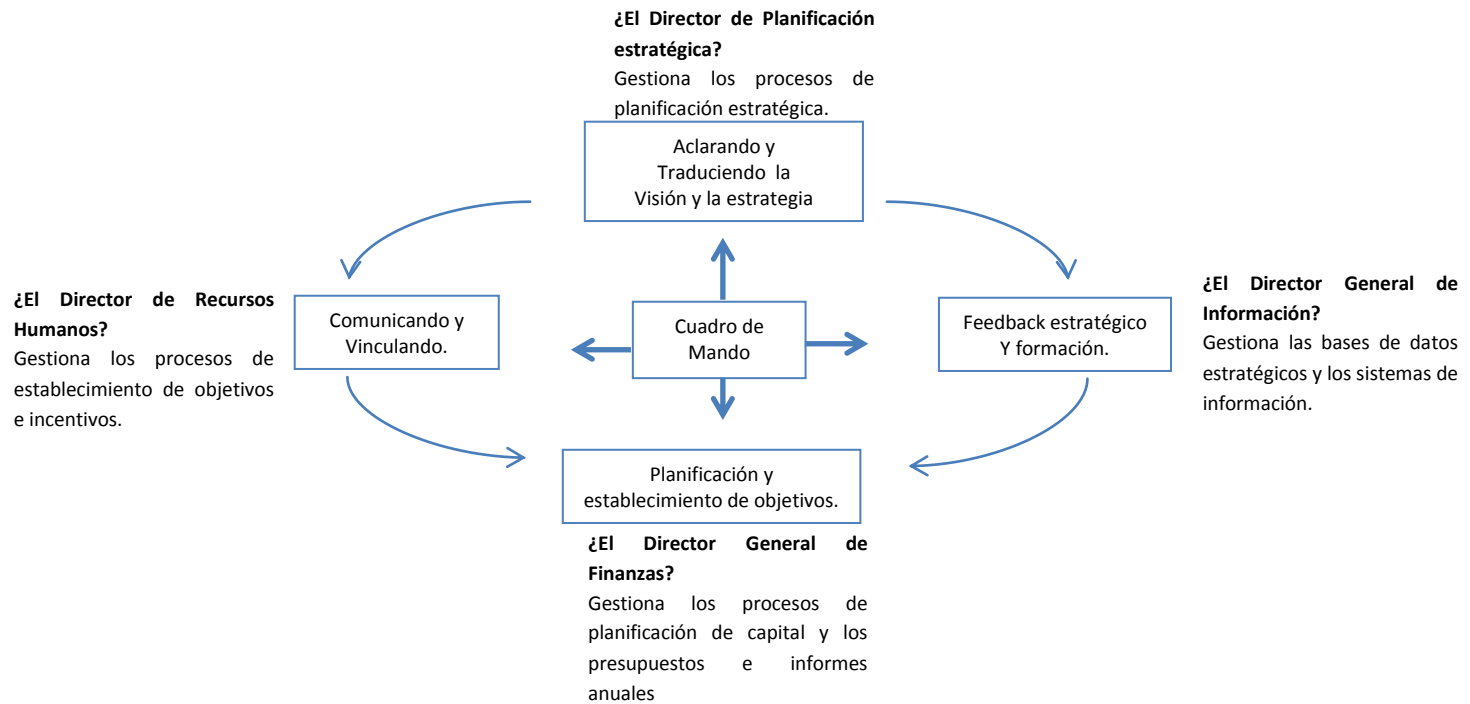 ¿El Director de Planificación
estratégica?
Gestiona los procesos de
planificación estratégica.
Aclarando y
Traduciendo la
Visión y la estrategia
¿El Director de Recursos
Humanos?
Gestiona los procesos de
establecimiento de objetivos
e incentivos.
Comunicando y
Vinculando.
Cuadro de
Mando
Feedback estratégico
Y formación.
¿El Director General de
Información?
Gestiona las bases de datos
estratégicos y los sistemas de
información.
Planificación y
establecimiento de objetivos.
¿El Director General de
Finanzas?
Gestiona los procesos de
planificación de capital y los
presupuestos e informes
anuales